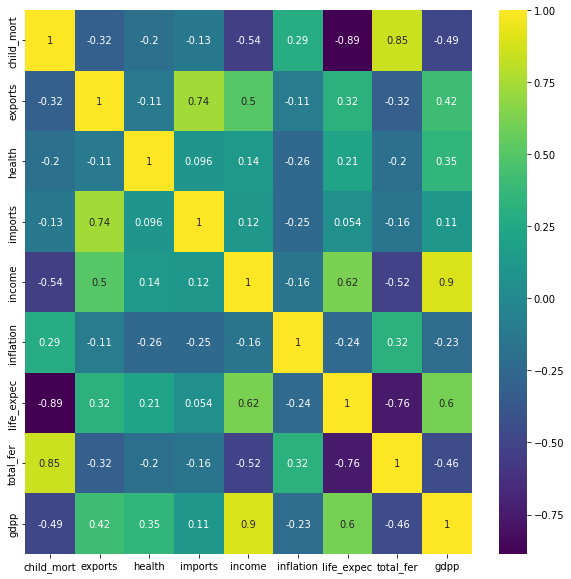 child_mort 1 -0.32 -0.2 -0.13 -0.54 0.29 -0.89 0.85 -0.49
exports -0.32 1 -0.11 0.74 0.5 -0.11 0.32 -0.32 0.42
health -0.2 -0.11 1 0.096 0.14 -0.26 0.21 -0.2 0.35
imports -0.13 0.74 0.096 1 0.12 -0.25 0.054 -0.16 0.11
income -0.54 0.5 0.14 0.12 1 -0.16 0.62 -0.52 0.9
inflation 0.29 -0.11 -0.26 -0.25 -0.16 1 -0.24 0.32 -0.23
life_expec -0.89 0.32 0.21 0.054 0.62 -0.24 1 -0.76 0.6
total_fer 0.85 -0.32 -0.2 -0.16 -0.52 0.32 -0.76 1 -0.46
gdpp -0.49 0.42 0.35 0.11 0.9 -0.23 0.6 -0.46 1
child_mort exports health imports income inflation life_expec total_fer gdpp
1.00
0.75
0.50
0.25
0.00
−0.25
−0.50
−0.75